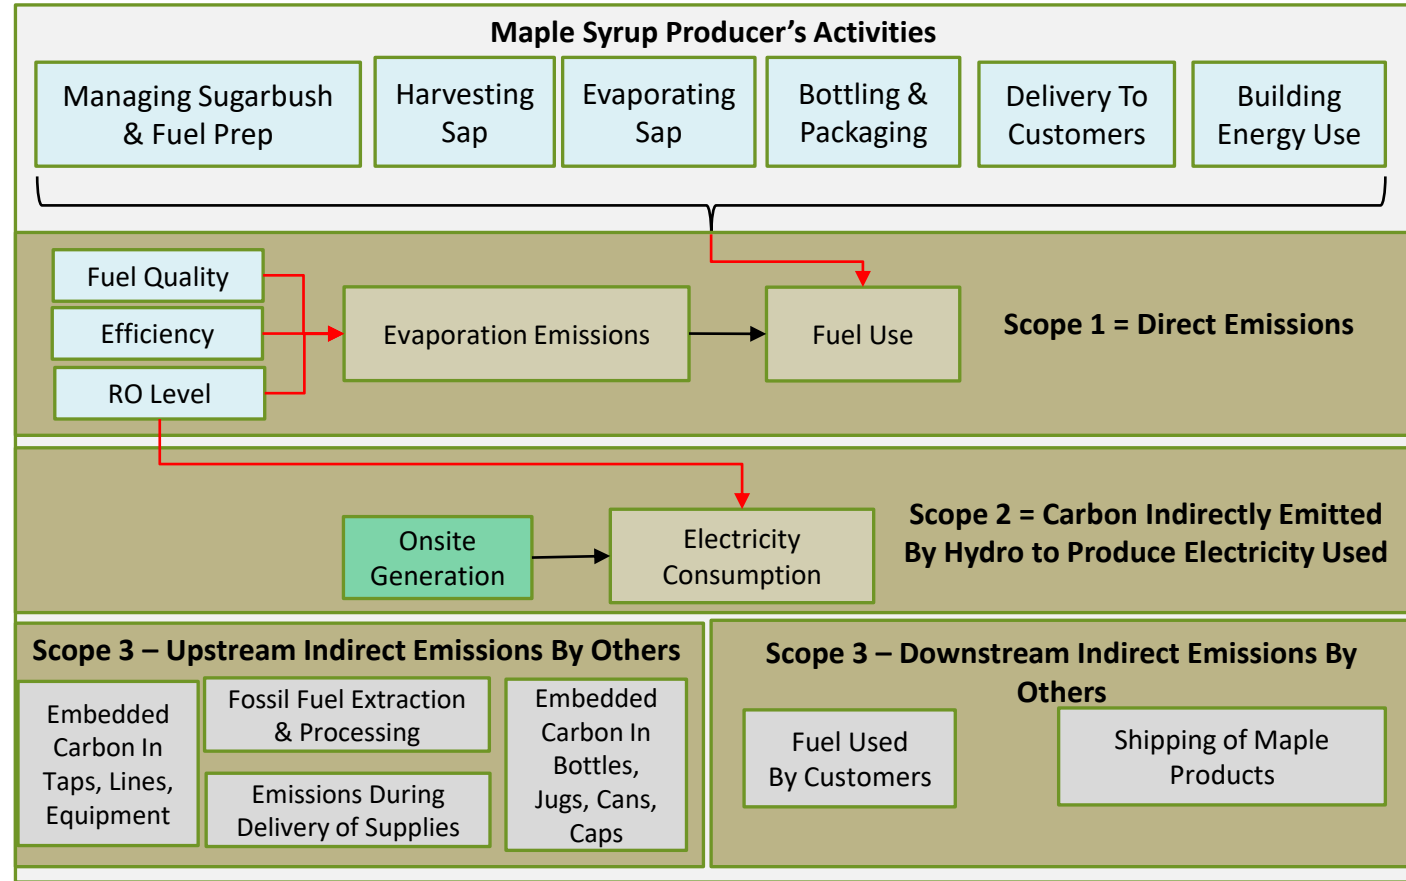 Maple Syrup Producer’s Activities
Managing Sugarbush
& Fuel Prep
Harvesting
Sap
Evaporating
Sap
Bottling &
Packaging
Delivery To
Customers
Building
Energy Use
Fuel Quality
Efficiency
RO Level
Evaporation Emissions
Fuel Use
Scope 1 = Direct Emissions
Onsite
Generation
Electricity
Consumption
Scope 2 = Carbon Indirectly Emitted
By Hydro to Produce Electricity Used
Scope 3 – Upstream Indirect Emissions By Others
Embedded
Carbon In
Taps, Lines,
Equipment
Fossil Fuel Extraction
& Processing
Emissions During
Delivery of Supplies
Embedded
Carbon In
Bottles,
Jugs, Cans,
Caps
Scope 3 – Downstream Indirect Emissions By
Others
Fuel Used
By Customers
Shipping of Maple
Products